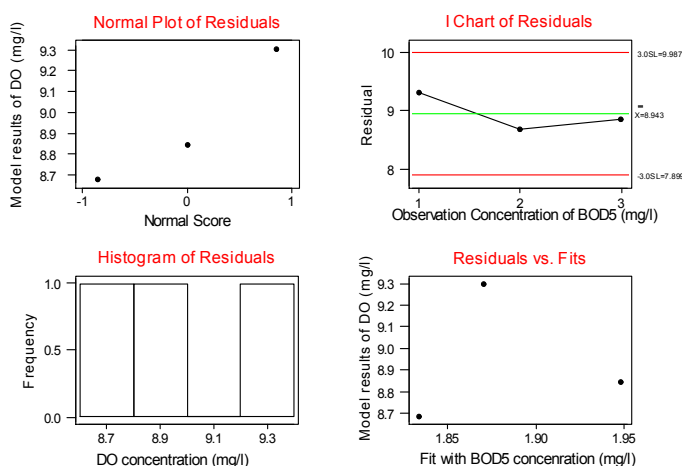 Normal Plot of Residuals
Model results of DO (mg/l)
9.3
9.2
9.1
9.0
8.9
8.8
8.7
-1
0
1
Normal Score
I Chart of Residuals
Residual
10
9
8
3.0SL=9.987
X=8.943
-3.0SL=7.899
1
2
3
Observation Concentration of BOD5 (mg/l)
Histogram of Residuals
Frequency
1.0
0.5
0.0
8.7
8.9
9.1
9.3
DO concentration (mg/l)
Residuals vs. Fits
Model results of DO (mg/l)
9.3
9.2
9.1
9.0
8.9
8.8
8.7
1.85
1.90
1.95
Fit with BOD5 concenration (mg/l)